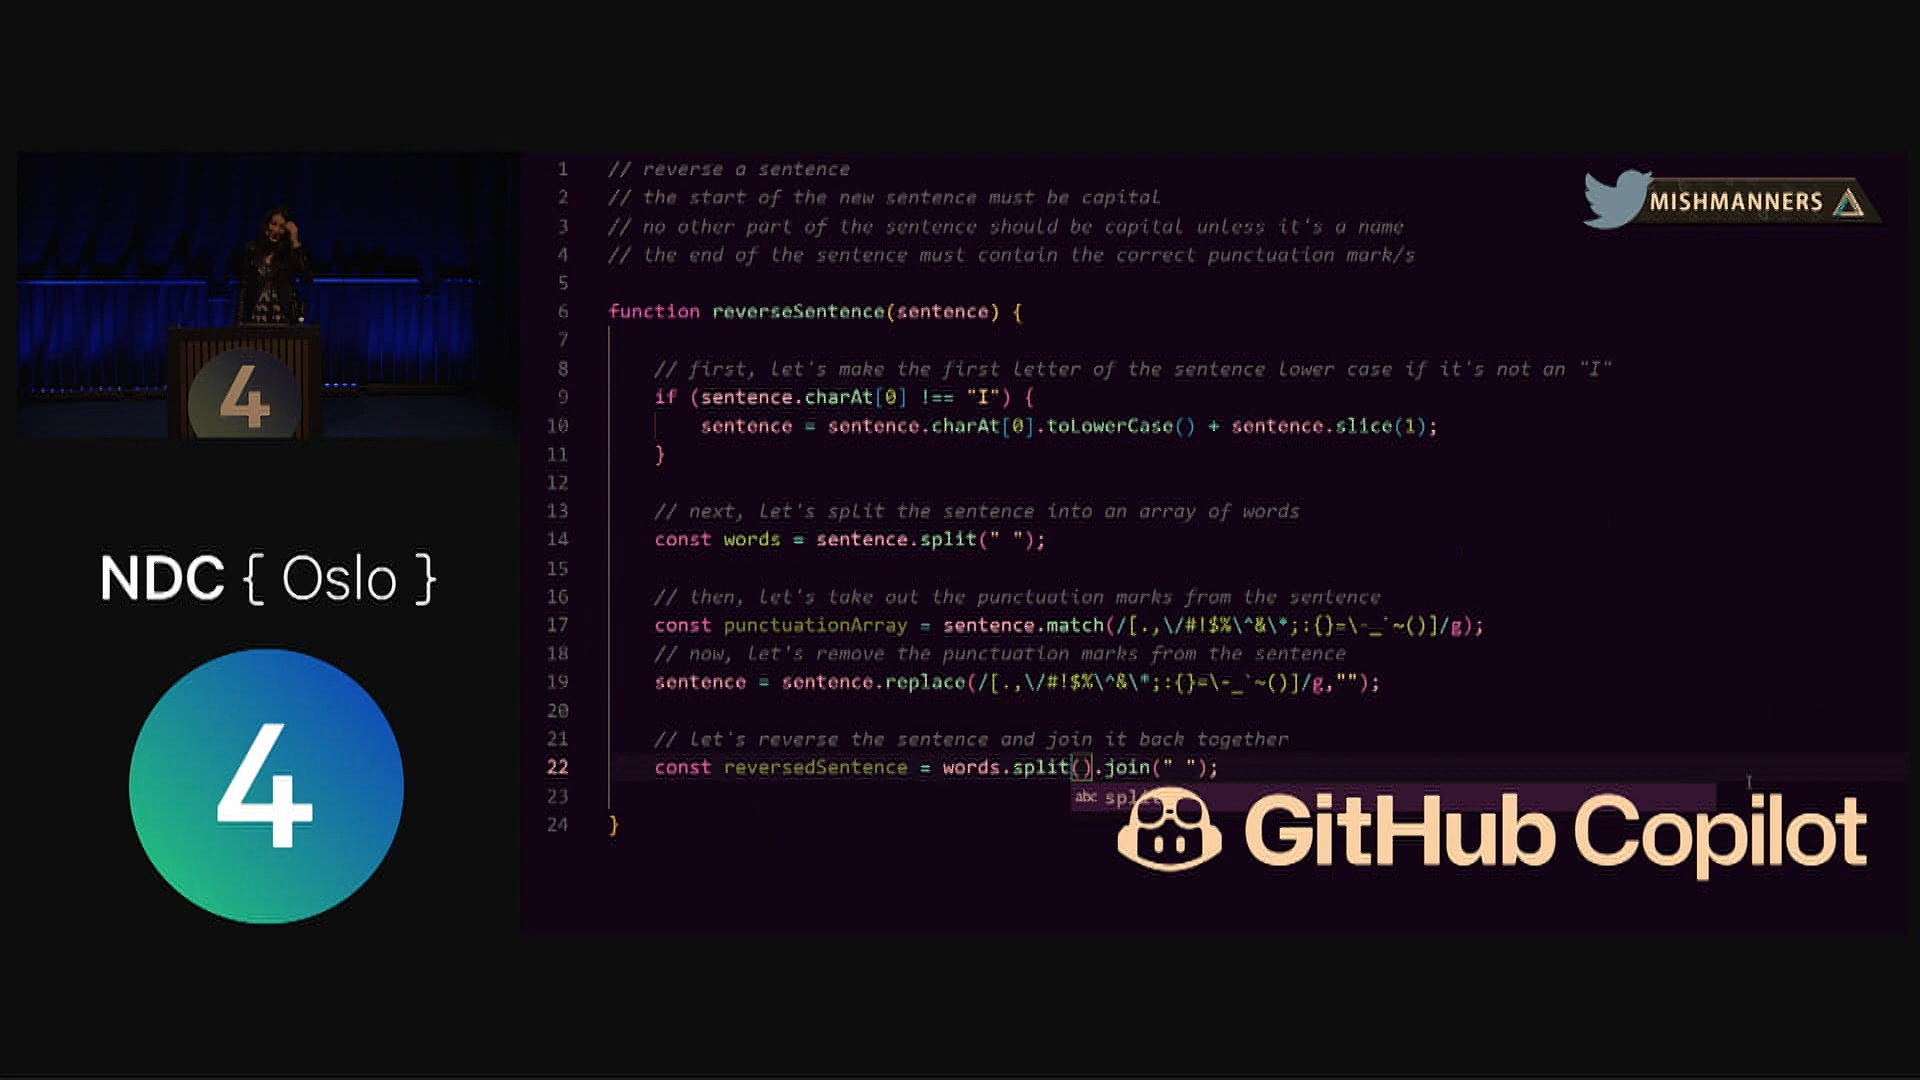 4
NDC { Oslo }
4
MISHMANNERS
1 // reverse a sentence
2 // the start of the new sentence must be capital
3 // no other part of the sentence should be capital unless it's a name
4 // the end of the sentence must contain the correct punctuation mark/s
5
6 function reverseSentence(sentence) {
7
8 // first, let's make the first letter of the sentence lower case if it's not an "I"
9 if (sentence.charAt[0] !== "I") {
10 sentence = sentence.charAt[0].toLowerCase() + sentence.slice(1);
11 }
12
13 // next, let's split the sentence into an array of words
14 const words = sentence.split(" ");
15
16 // then, let's take out the punctuation marks from the sentence
17 const punctuationArray = sentence.match(/[.,\/#!$%\^&\*;:{}=\-_`~()]/g);
18 // now, let's remove the punctuation marks from the sentence
19 sentence = sentence.replace(/[.,\/#!$%\^&\*;:{}=\-_`~()]/g,"");
20
21 // let's reverse the sentence and join it back together
22 const reversedSentence = words.split().join(" ");
23 abc
24 }
GitHub Copilot